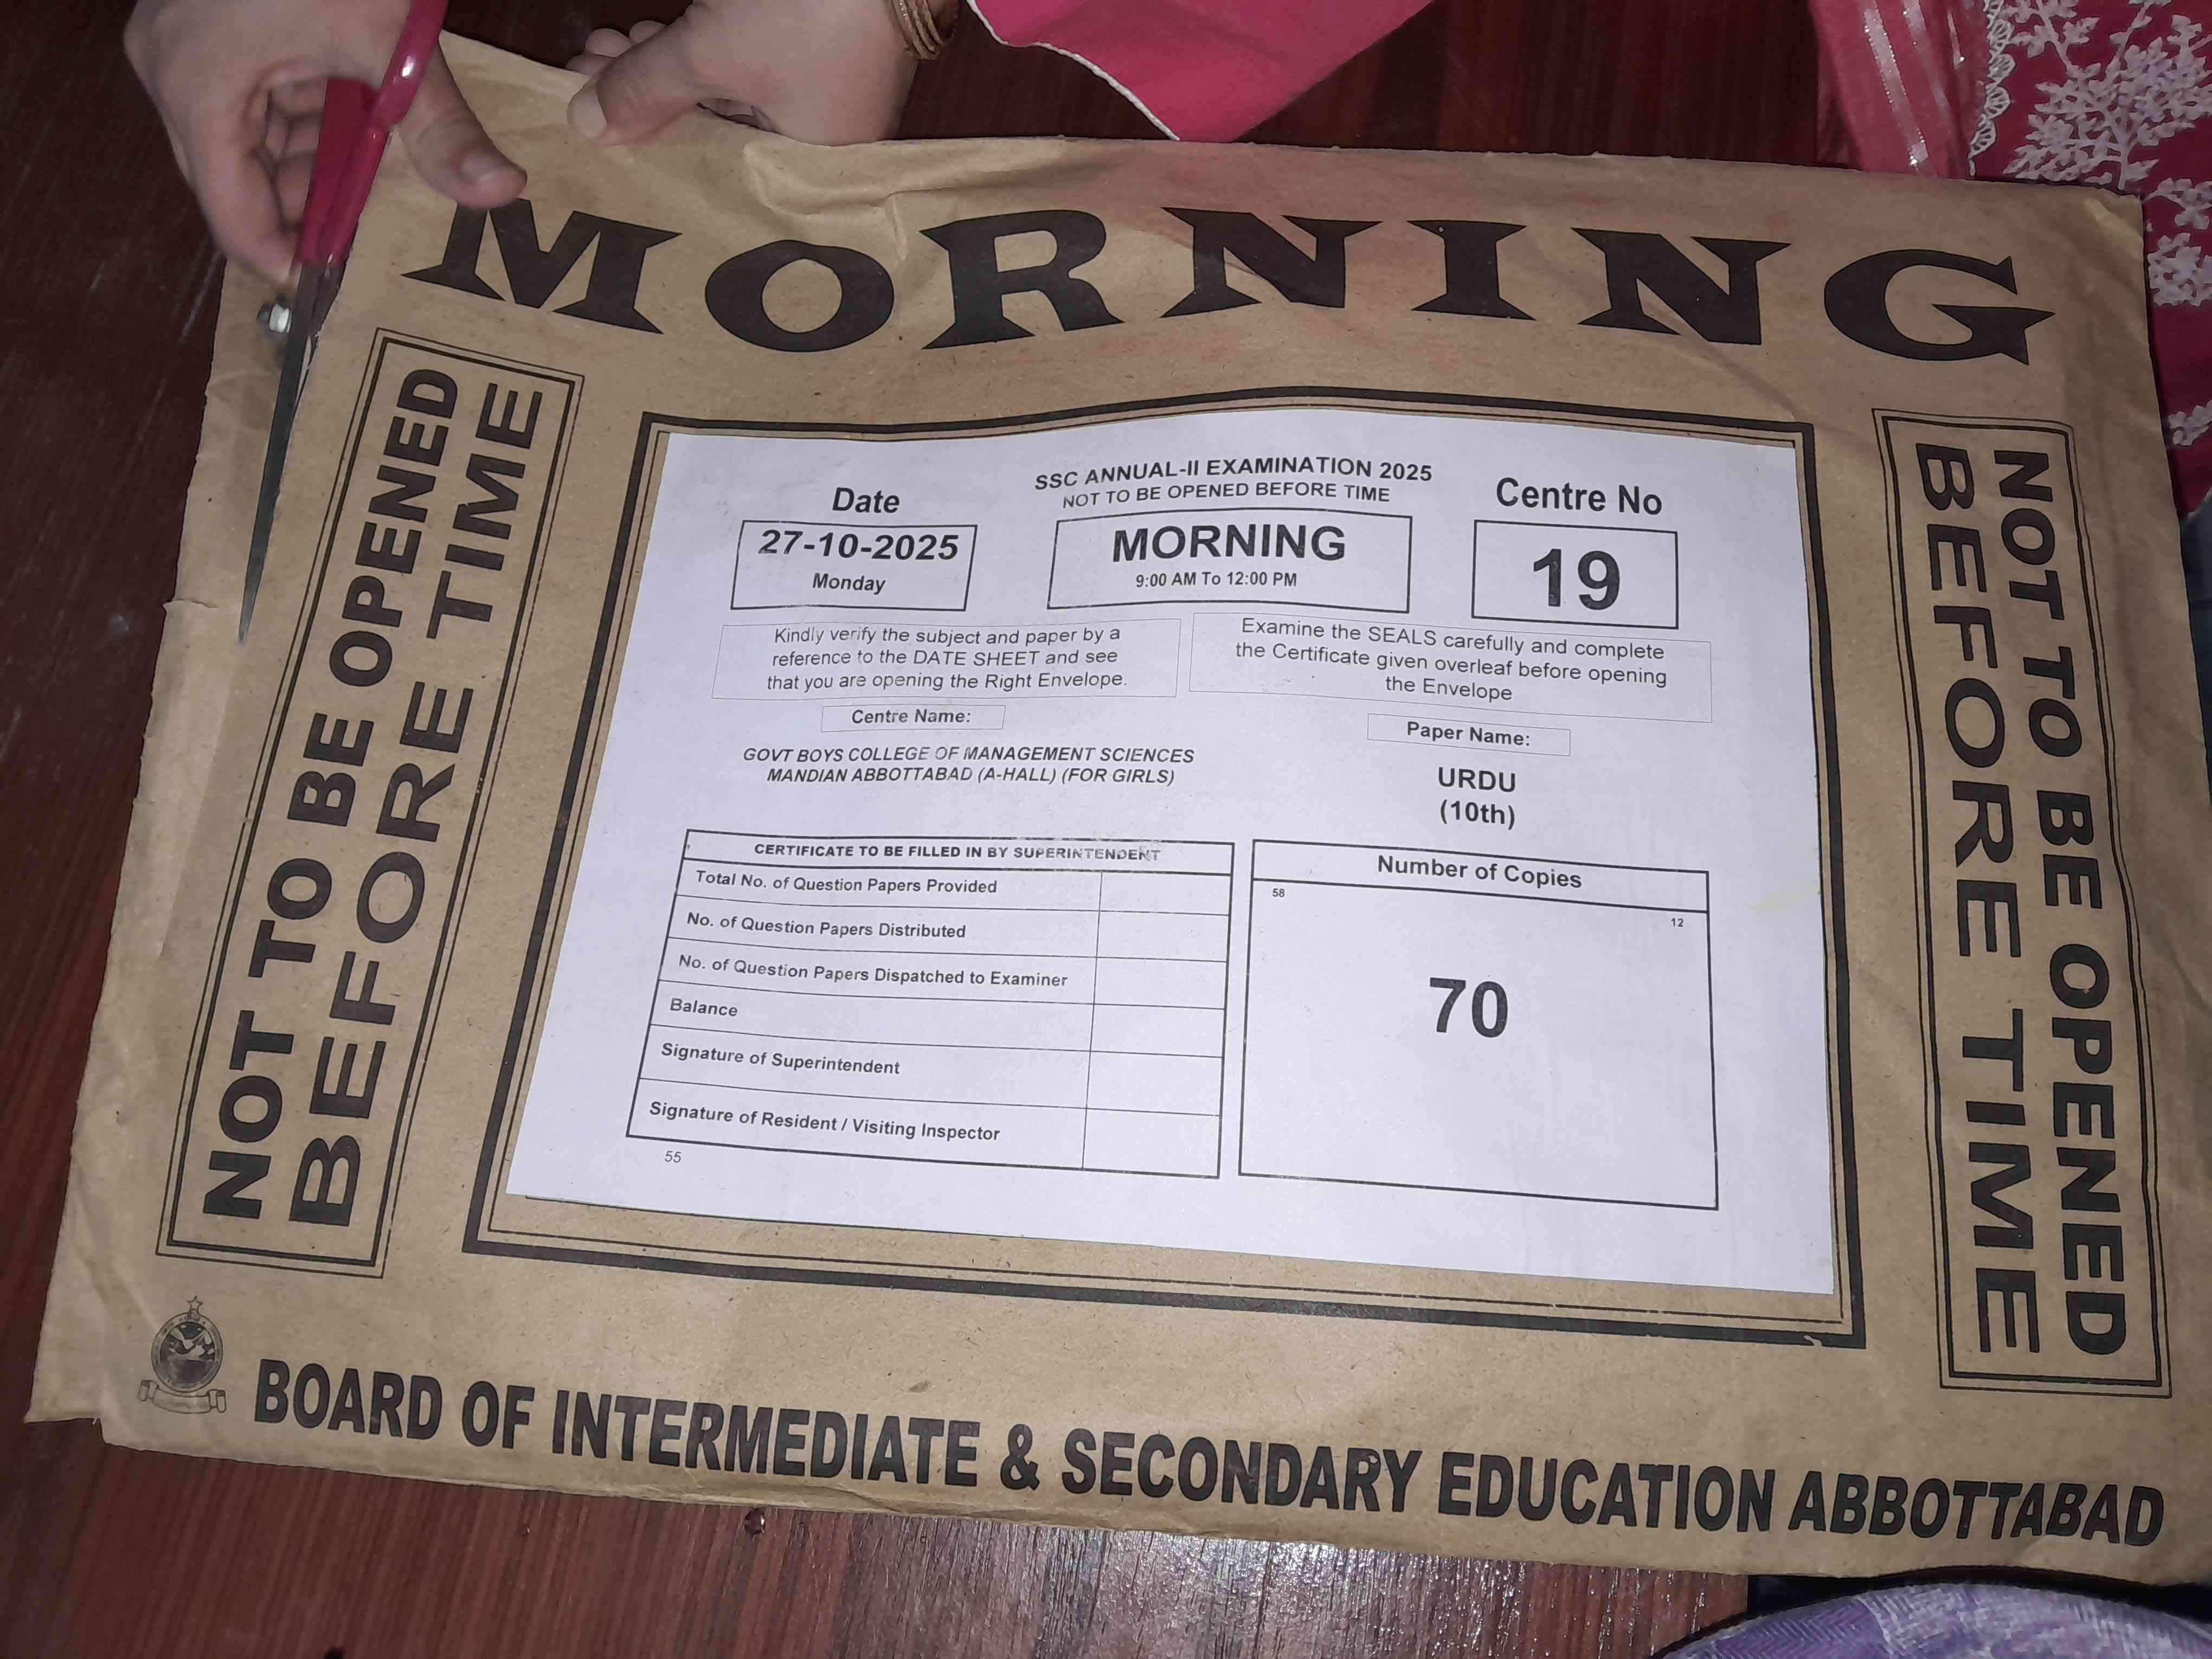 MORNING
NOT TO BE OPENED
BEFORE TIME
SSC ANNUAL-II EXAMINATION 2025
NOT TO BE OPENED BEFORE TIME
Date
27-10-2025
Monday
MORNING
9:00 AM To 12:00 PM
Centre No
19
Kindly verify the subject and paper by a
reference to the DATE SHEET and see
that you are opening the Right Envelope.
Examine the SEALS carefully and complete
the Certificate given overleaf before opening
the Envelope
Centre Name:
GOVT BOYS COLLEGE OF MANAGEMENT SCIENCES
MANDIAN ABBOTTABAD (A-HALL) (FOR GIRLS)
Paper Name:
URDU
(10th)
CERTIFICATE TO BE FILLED IN BY SUPERINTENDENT
Total No. of Question Papers Provided
No. of Question Papers Distributed
No. of Question Papers Dispatched to Examiner
Balance
Signature of Superintendent
Signature of Resident / Visiting Inspector
55
Number of Copies
58
12
70
NOT TO BE OPENED
BEFORE TIME
BOARD OF INTERMEDIATE & SECONDARY EDUCATION ABBOTTABAD